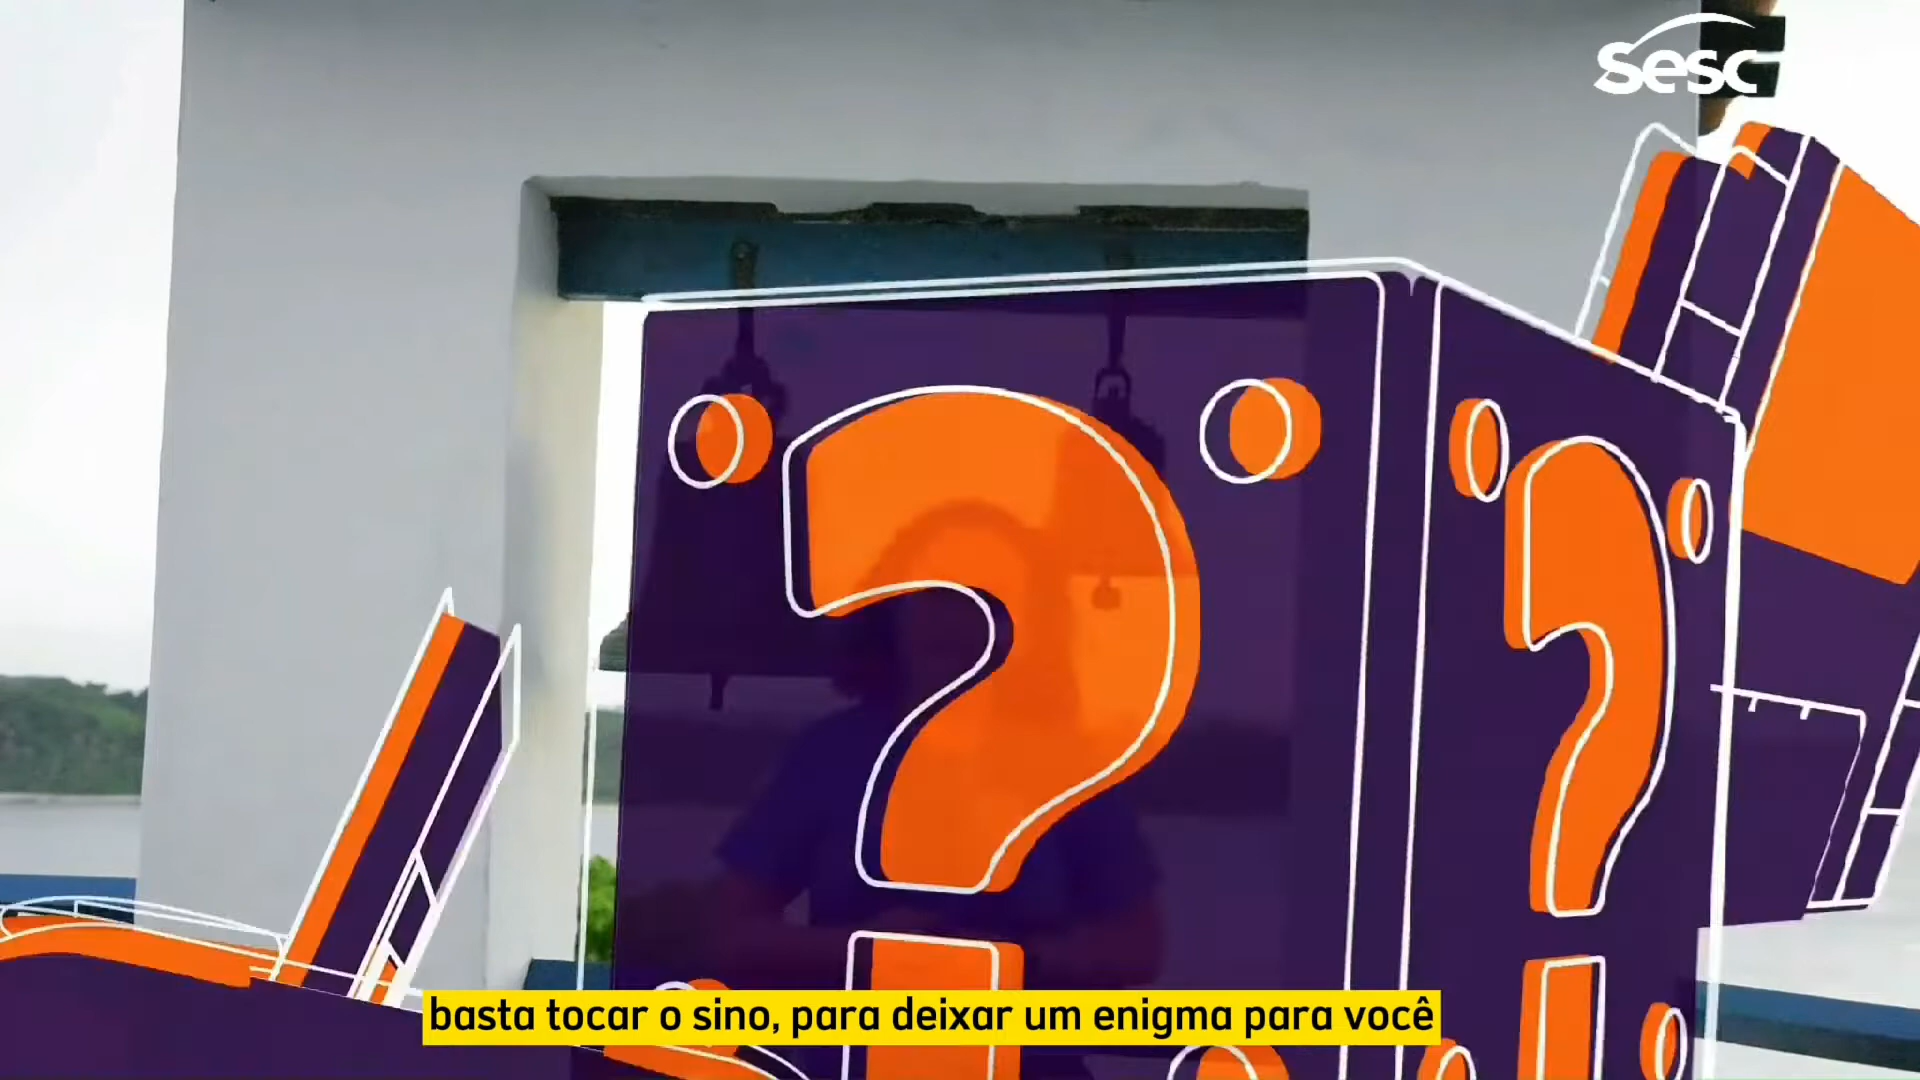 Sesc
? ?
basta tocar o sino, para deixar um enigma para você